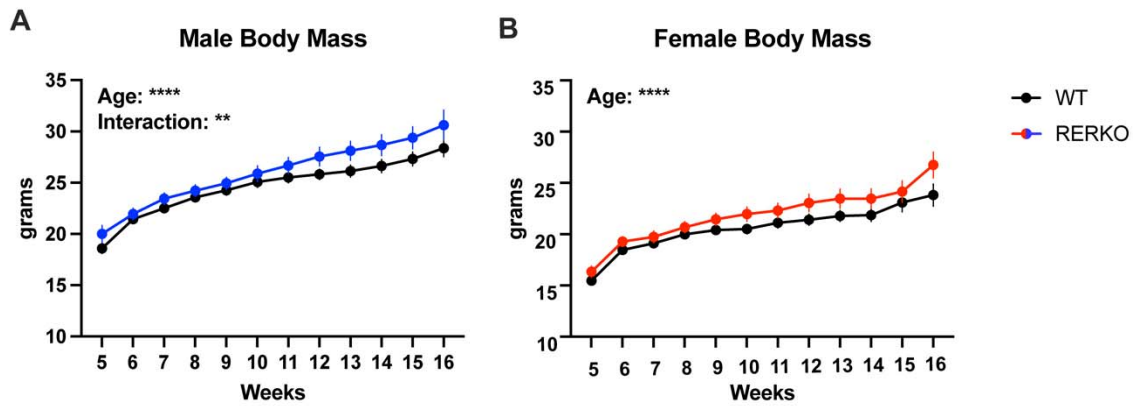 A
Male Body Mass
Age: ****
Interaction: **
35
30
25
20
15
10
grams
5 6 7 8 9 10 11 12 13 14 15 16
Weeks
B
Female Body Mass
Age: ****
35
30
25
20
15
10
grams
5 6 7 8 9 10 11 12 13 14 15 16
Weeks
WT
RERKO